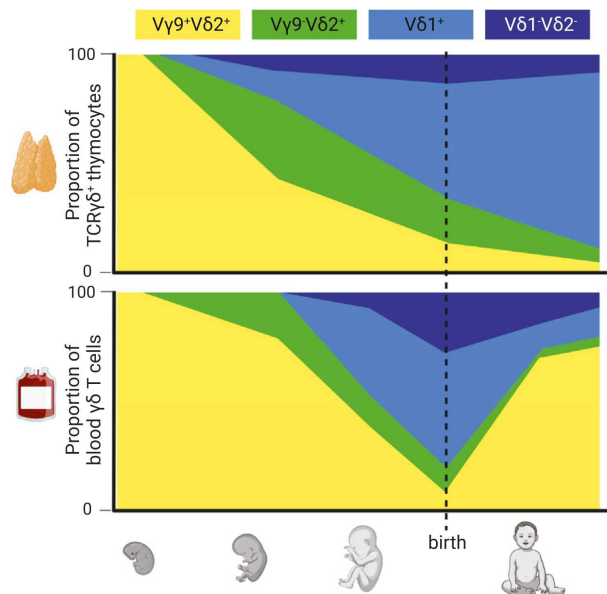 Vγ9⁺Vδ2⁺ Vγ9⁻Vδ2⁺ Vδ1⁺ Vδ1⁻Vδ2⁻
100
Proportion of
TCRγδ⁺ thymocytes
0
100
Proportion of
blood γδ T cells
0
birth